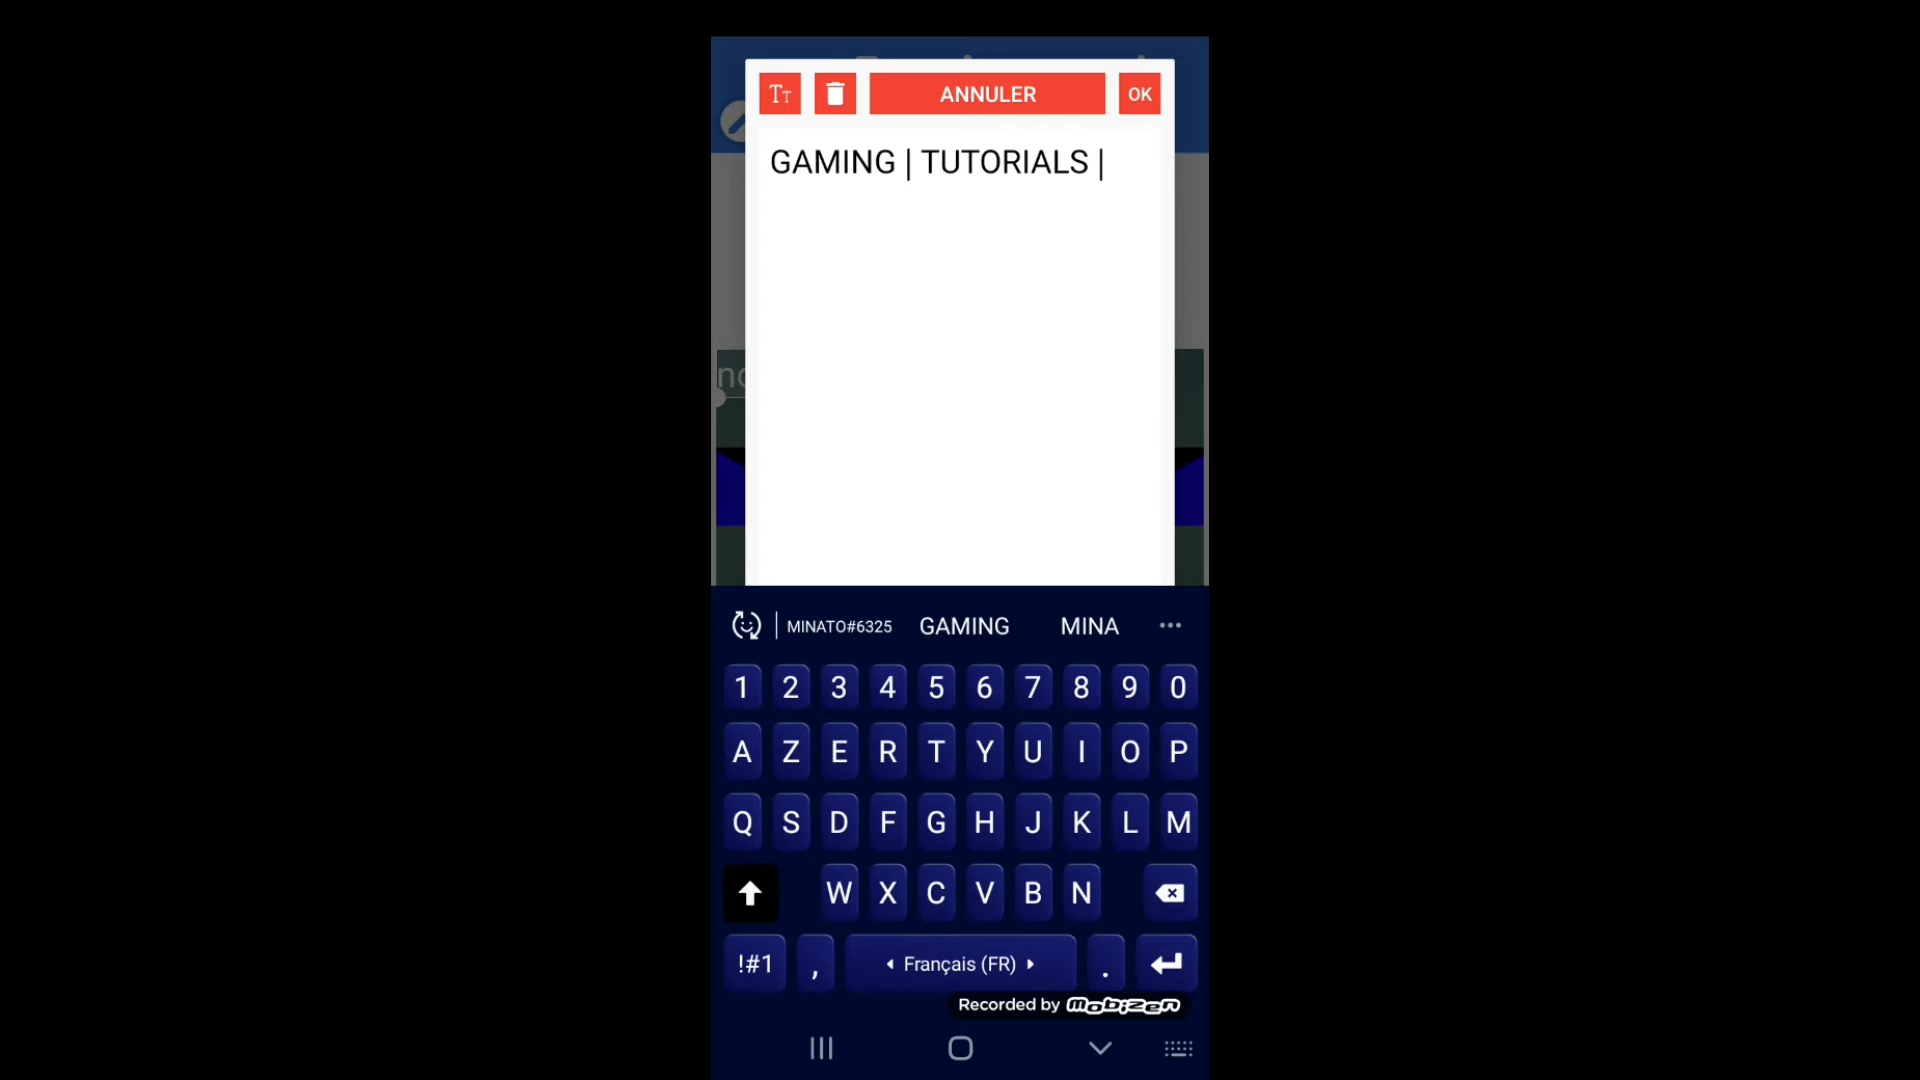 Tт ANNULER OK
GAMING | TUTORIALS |
MINATO#6325 GAMING MINA ...
1 2 3 4 5 6 7 8 9 0
A Z E R T Y U I O P
Q S D F G H J K L M
W X C V B N
!#1 , Français (FR) .
Recorded by mobizen